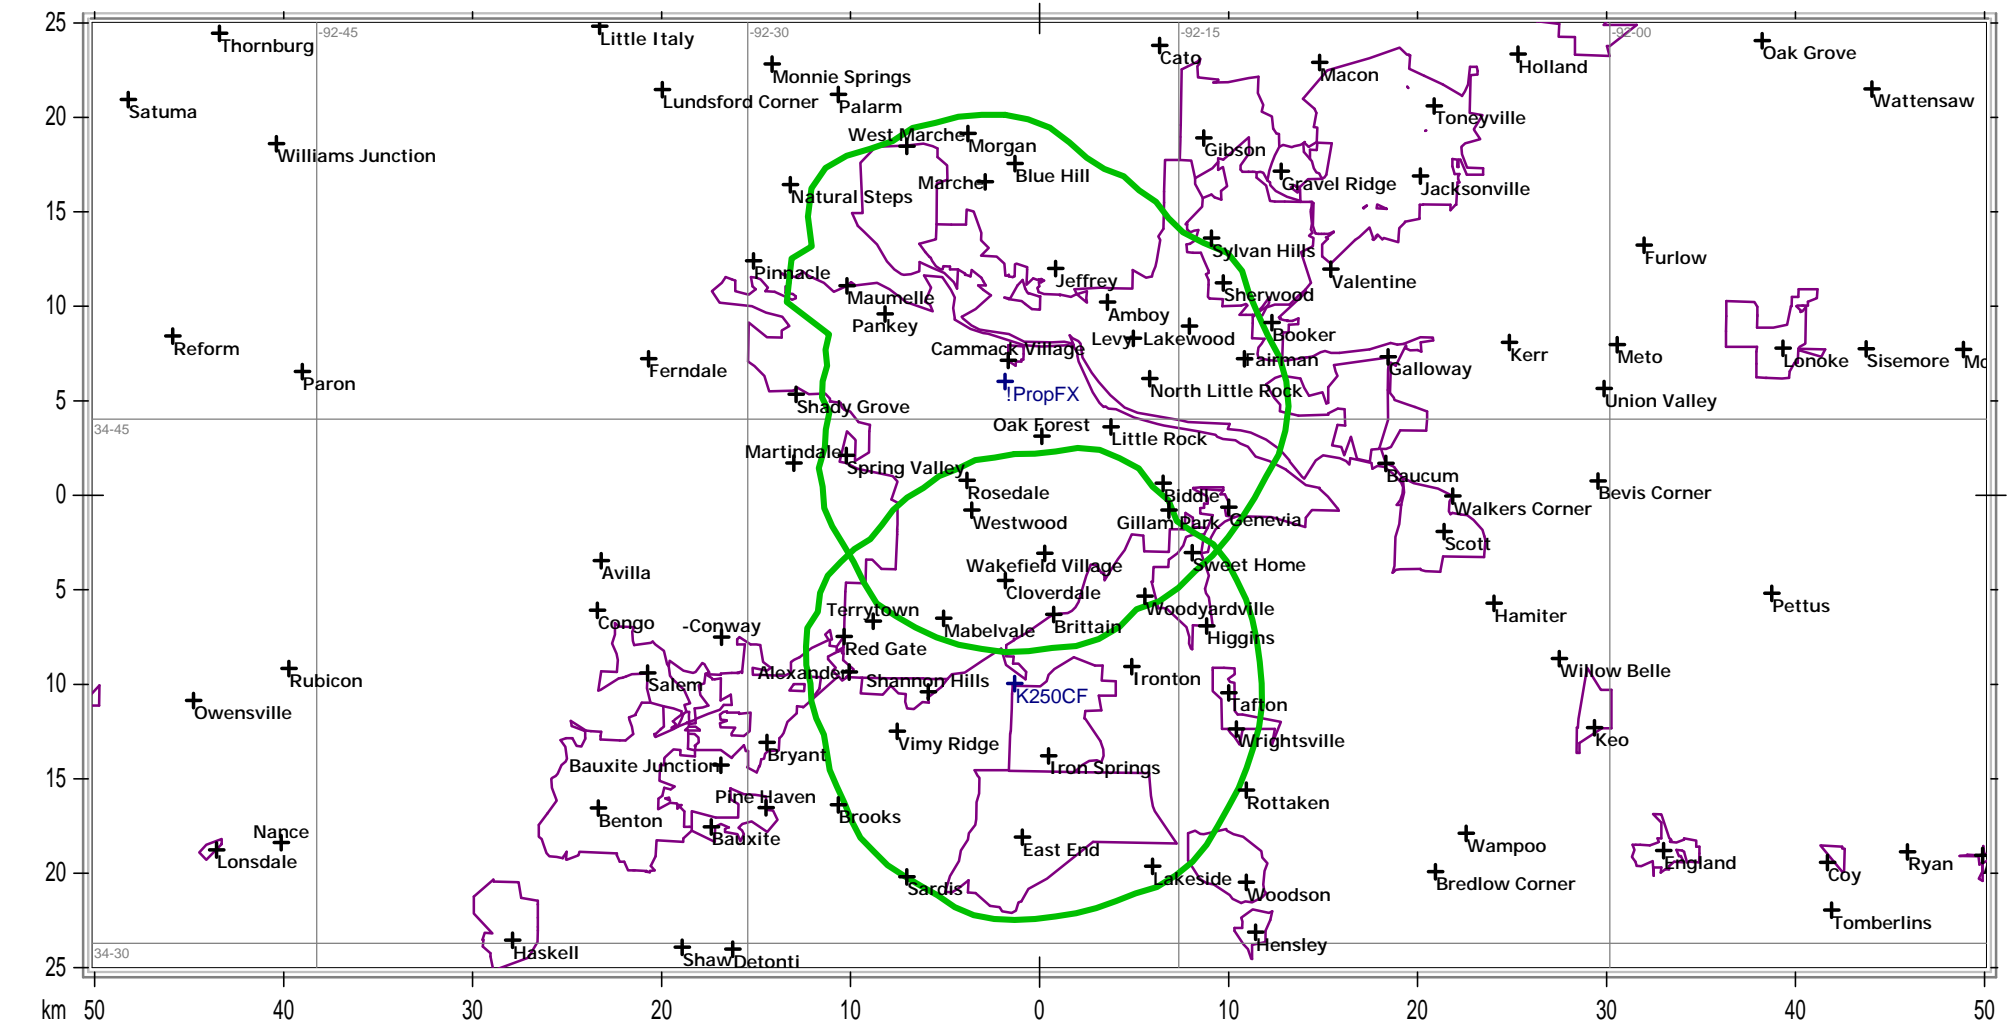 25
Thornburg
-92-45
Little Italy
-92-30
Cato
-92-15
Macon
Holland
-92-00
Oak Grove
Monnie Springs
Satuma
Lundsford Corner
Palarm
Toneyville
Wattensaw
20
Williams Junction
West Marche
Morgan
Gibson
Marche
Blue Hill
Gravel Ridge
Jacksonville
Natural Steps
15
Sylvan Hills
Furlow
Pinnacle
Jeffrey
Valentine
Maumelle
Sherwood
10
Pankey
Amboy
Reform
Cammack Village
Levy
Lakewood
Booker
Kerr
Meto
Lonoke
Sisemore
Mc
Paron
Ferndale
Fairman
Galloway
!PropFX
North Little Rock
Union Valley
5
Shady Grove
34-45
Oak Forest
Little Rock
Martindale
Spring Valley
Baucum
0
Rosedale
Biddle
Bevis Corner
Westwood
Gillam Park
Genevia
Walkers Corner
Scott
Avilla
Wakefield Village
Sweet Home
5
Cloverdale
Congo
-Conway
Terrytown
Woodyardville
Hamiter
Pettus
Mabelvale
Brittain
Higgins
Red Gate
Rubicon
Salem
Alexander
Shannon Hills
Ironton
Willow Belle
10
Owensville
K250CF
Tafton
Bryant
Vimy Ridge
Wrightsville
Keo
Bauxite Junction
Iron Springs
15
Pine Haven
Benton
Brooks
Rottaken
Nance
Bauxite
Lonsdale
East End
Wampoo
England
20
Sardis
Lakeside
Woodson
Bredlow Corner
Coy
Ryan
Tomberlins
34-30
Haskell
Shaw
Detonti
Hensley
25
km 50 40 30 20 10 0 10 20 30 40 50